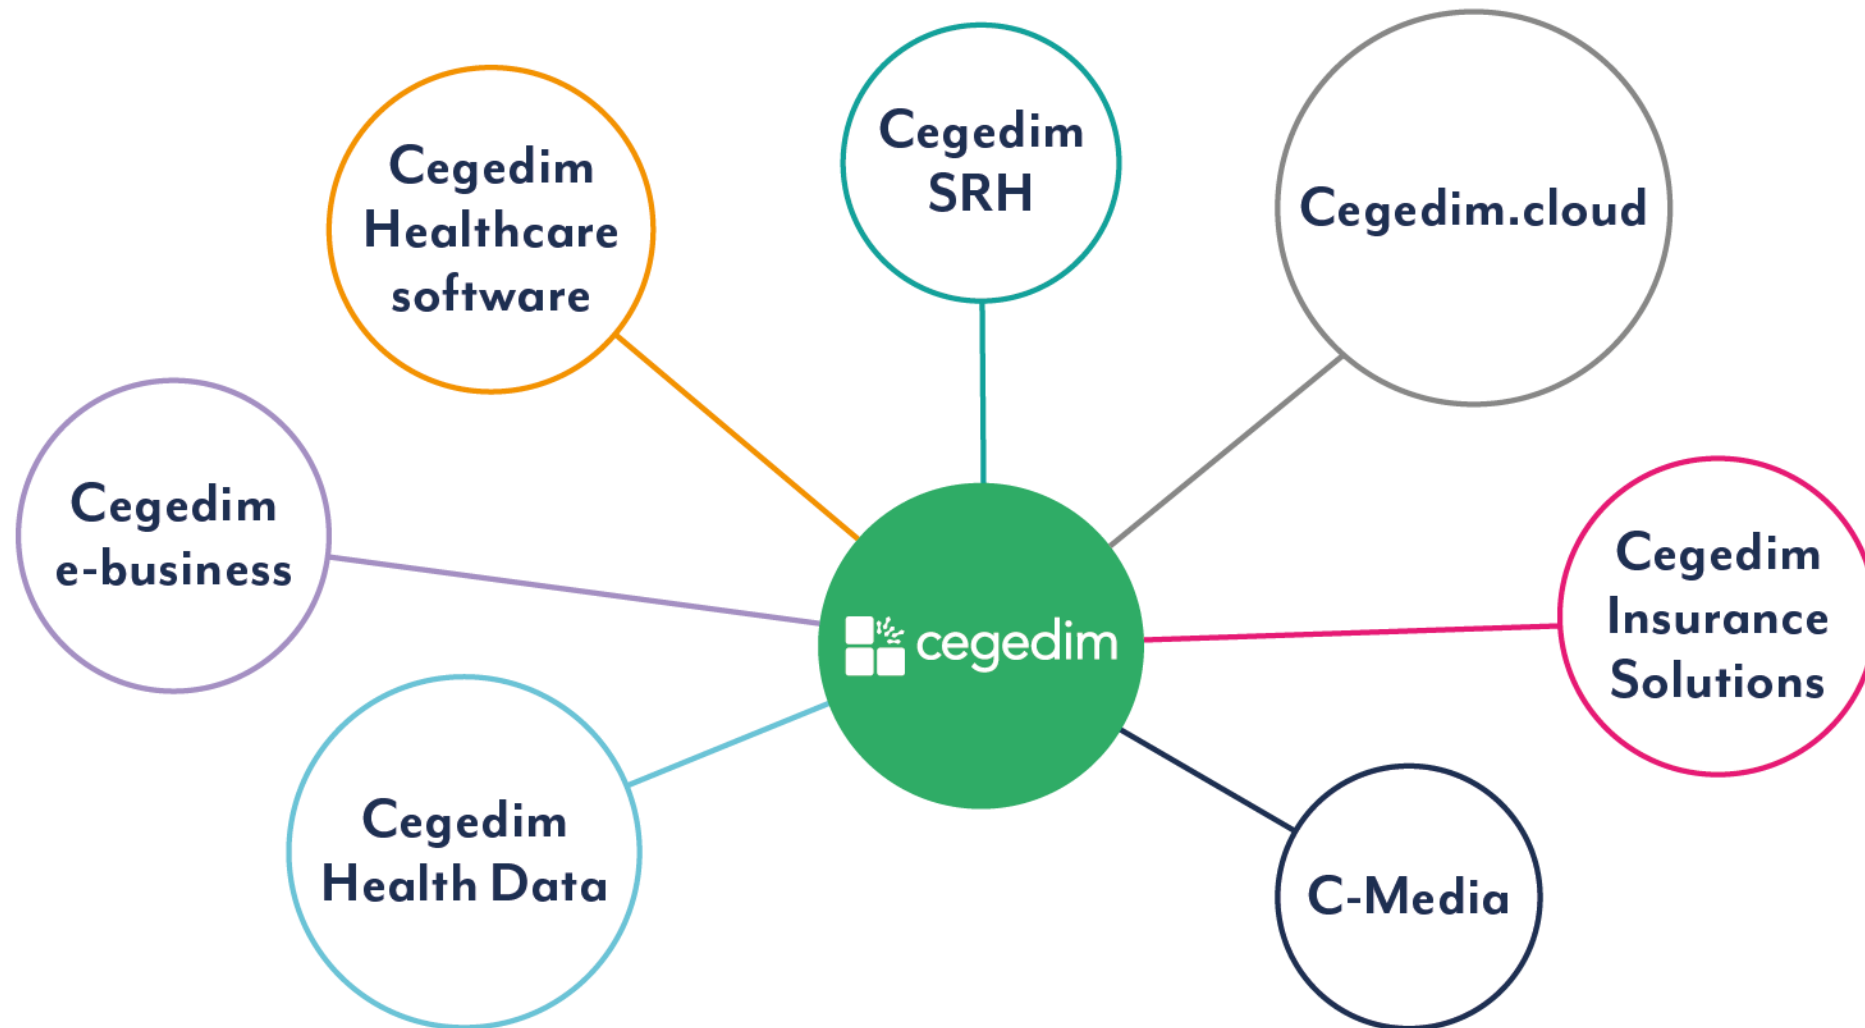 Cegedim
Healthcare
software
Cegedim
SRH
Cegedim.cloud
Cegedim
e-business
cegedim
Cegedim
Insurance
Solutions
Cegedim
Health Data
C-Media